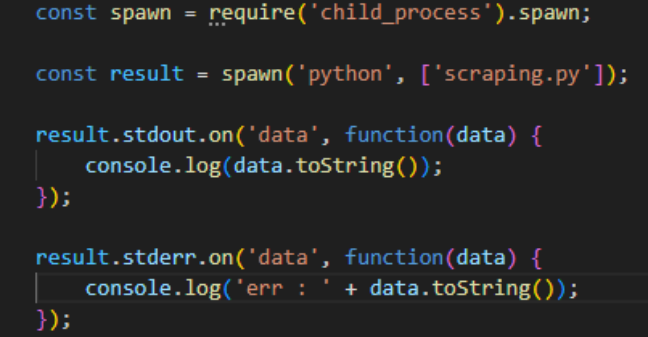 const spawn = require('child_process').spawn;
const result = spawn('python', ['scraping.py']);
result.stdout.on('data', function(data) {
    console.log(data.toString());
});
result.stderr.on('data', function(data) {
    console.log('err : ' + data.toString());
});